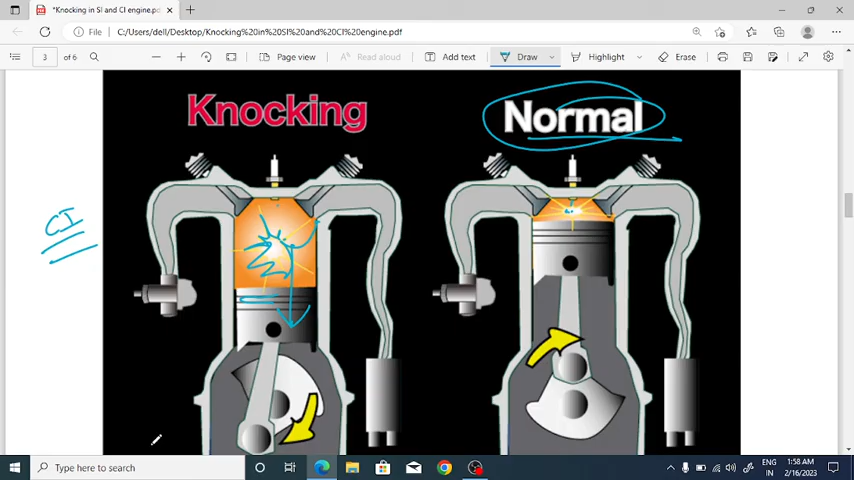 *Knocking in SI and CI engine.pd
File
C:/Users/dell/Desktop/Knocking%20in%20SI%20and%20CI%20engine.pdf
3 of 6
Page view
Read aloud
Add text
Draw
Highlight
Erase
Knocking
Normal
CI
Type here to search
ENG
IN
1:58 AM
2/16/2023